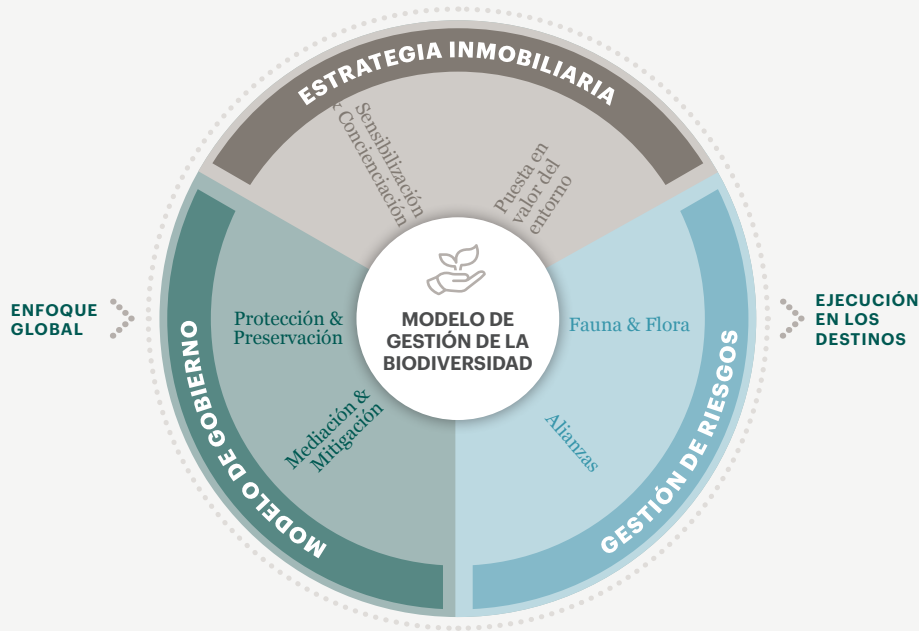 ESTRATEGIA INMOBILIARIA
Sensibilización
& Concienciación
Puesta en
valor del
entorno
ENFOQUE
GLOBAL
MODELO DE GOBIERNO
Protección &
Preservación
Mediación &
Mitigación
MODELO DE
GESTIÓN DE LA
BIODIVERSIDAD
Fauna & Flora
Alianzas
GESTIÓN DE RIESGOS
EJECUCIÓN
EN LOS
DESTINOS